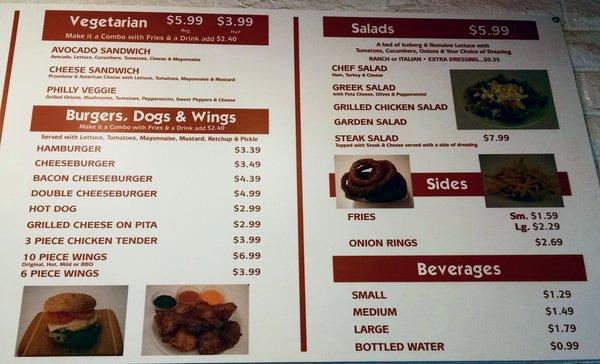 Vegetarian $5.99 $3.99
Reg. Half
Make it a Combo with Fries & a Drink add $2.40
AVOCADO SANDWICH
Avocado, Lettuce, Cucumbers, Tomatoes, Cheese & Mayonnaise
CHEESE SANDWICH
Provolone & American Cheese with Lettuce, Tomatoes, Mayonnaise & Mustard
PHILLY VEGGIE
Grilled Onions, Mushrooms, Tomatoes, Pepperoncini, Sweet Peppers & Cheese
Burgers, Dogs & Wings
Make it a Combo with Fries & a Drink add $2.40
Served with Lettuce, Tomatoes, Mayonnaise, Mustard, Ketchup & Pickle
HAMBURGER $3.39
CHEESEBURGER $3.49
BACON CHEESEBURGER $4.39
DOUBLE CHEESEBURGER $4.99
HOT DOG $2.99
GRILLED CHEESE ON PITA $2.99
3 PIECE CHICKEN TENDER $3.99
10 PIECE WINGS $6.99
Original, Hot, Mild or BBQ
6 PIECE WINGS $3.99
Salads $5.99
A bed of Iceberg & Romaine Lettuce with
Tomatoes, Cucumbers, Onions & Your Choice of Dressing
RANCH or ITALIAN • EXTRA DRESSING...$0.35
CHEF SALAD
Ham, Turkey & Cheese
GREEK SALAD
with Feta Cheese, Olives & Pepperoncini
GRILLED CHICKEN SALAD
GARDEN SALAD
STEAK SALAD $7.99
Topped with Steak & Cheese served with a side of dressing
Sides
FRIES Sm. $1.59
Lg. $2.29
ONION RINGS $2.69
Beverages
SMALL $1.29
MEDIUM $1.49
LARGE $1.79
BOTTLED WATER $0.99